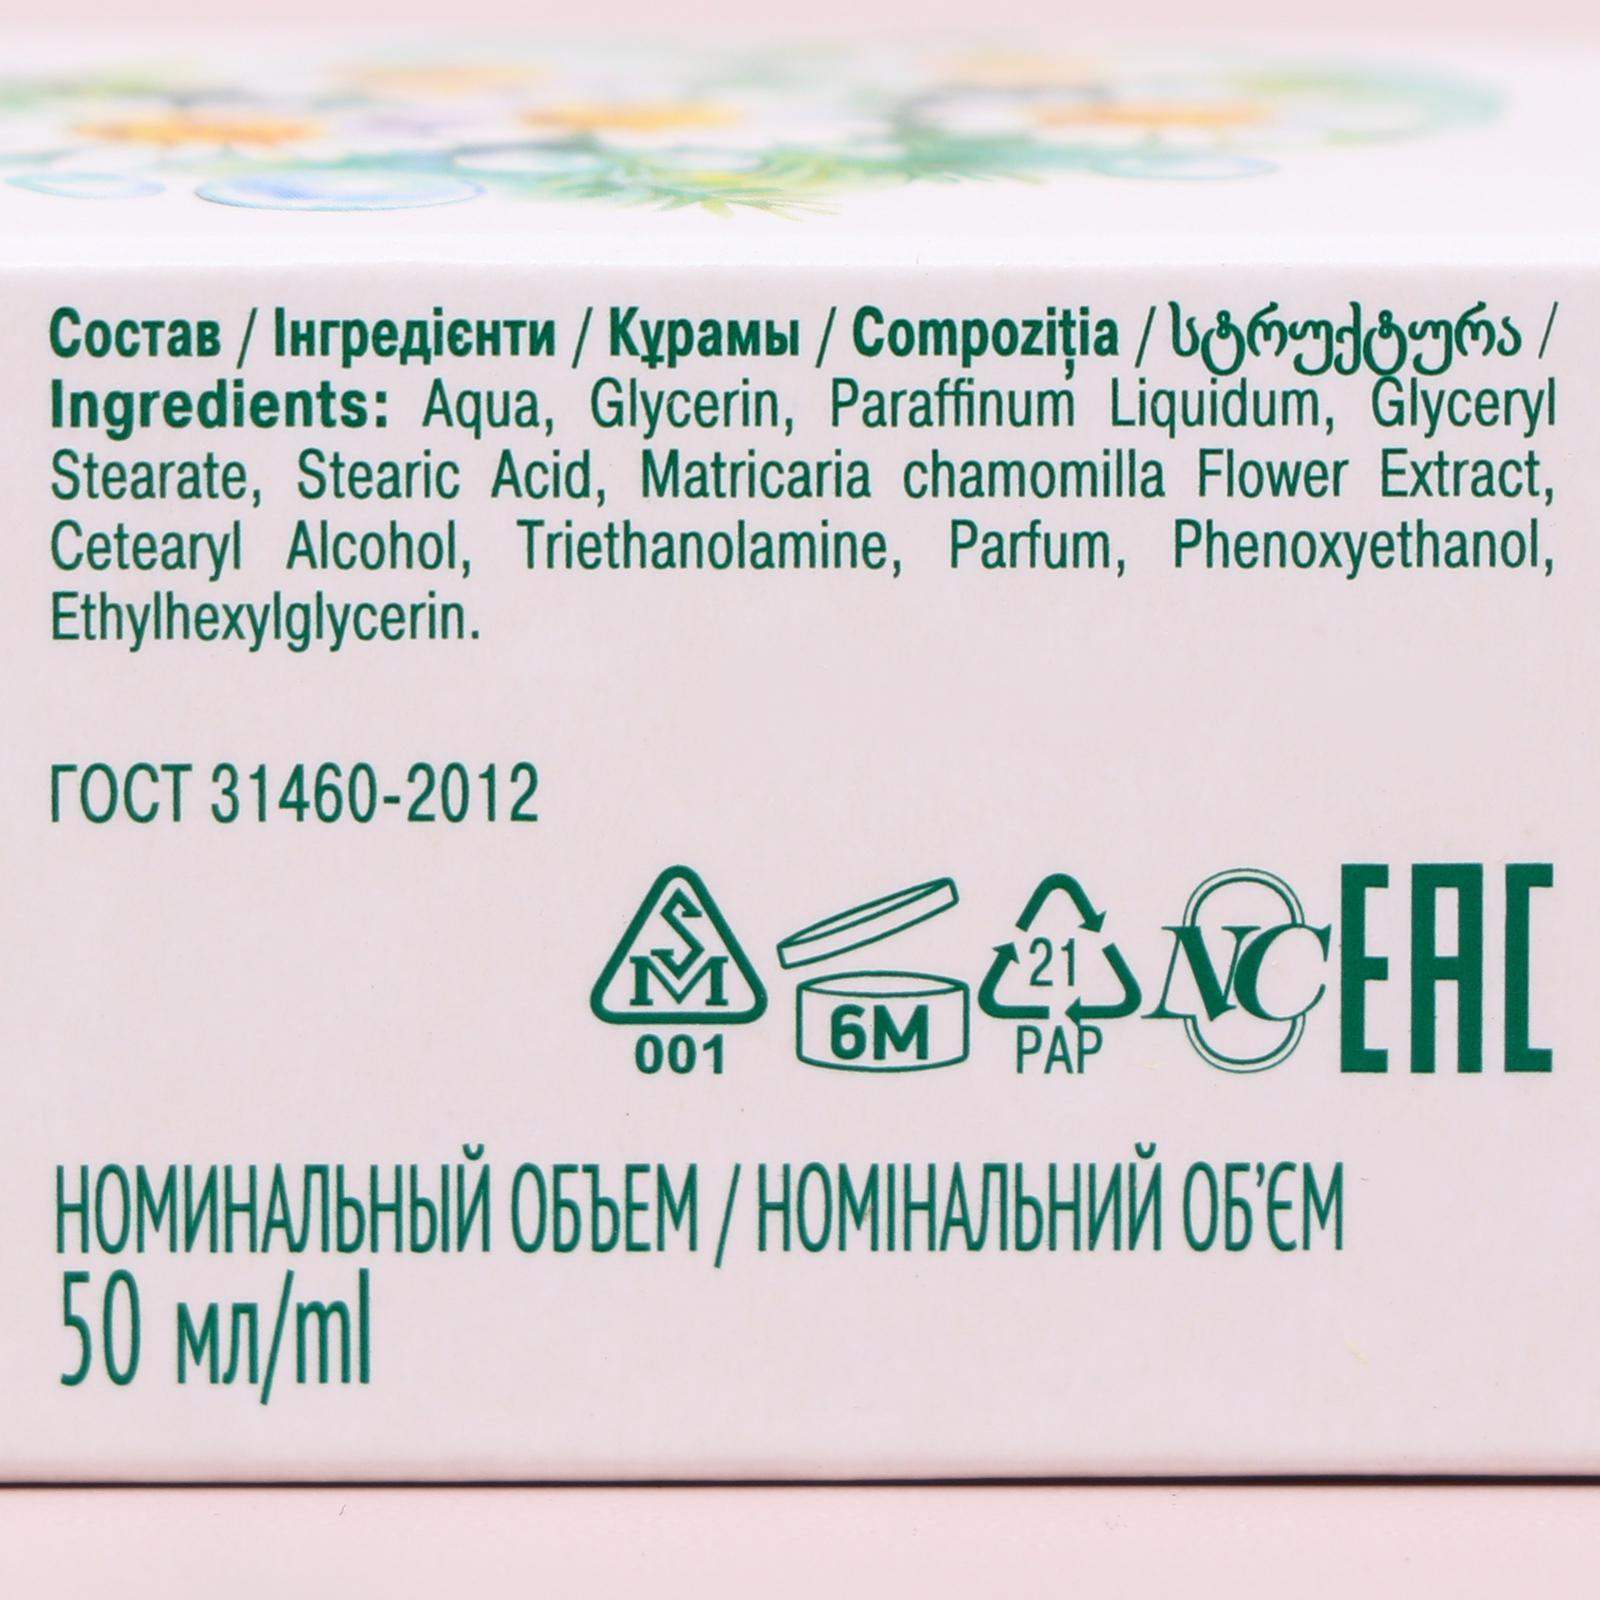 Состав / Інгредієнти / Құрамы / Compoziția / სტრუქტურა /
Ingredients: Aqua, Glycerin, Paraffinum Liquidum, Glyceryl
Stearate, Stearic Acid, Matricaria chamomilla Flower Extract,
Cetearyl Alcohol, Triethanolamine, Parfum, Phenoxyethanol,
Ethylhexylglycerin.
ГОСТ 31460-2012
SM
001
6M
21
PAP
NC
EAC
НОМИНАЛЬНЫЙ ОБЪЕМ / НОМІНАЛЬНИЙ ОБ’ЄМ
50 мл/ml